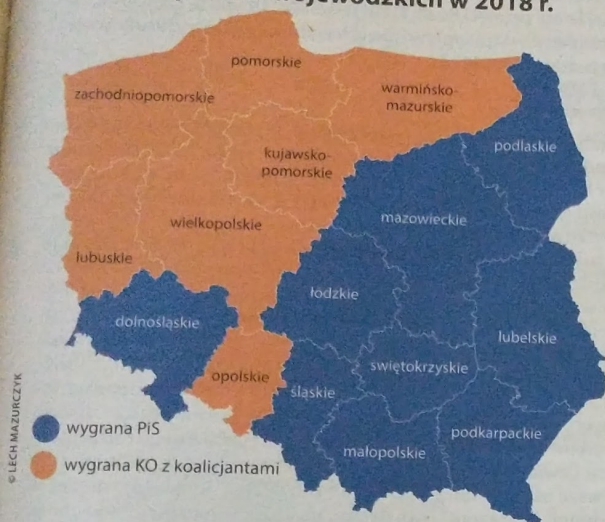 w 2018 r.
pomorskie
zachodniopomorskie
warmińsko-
mazurskie
podlaskie
kujawsko-
pomorskie
wielkopolskie
mazowieckie
lubuskie
łódzkie
dolnośląskie
lubelskie
opolskie
śląskie
świętokrzyskie
podkarpackie
małopolskie
wygrana PiS
wygrana KO z koalicjantami
© LECH MAZURCZYK